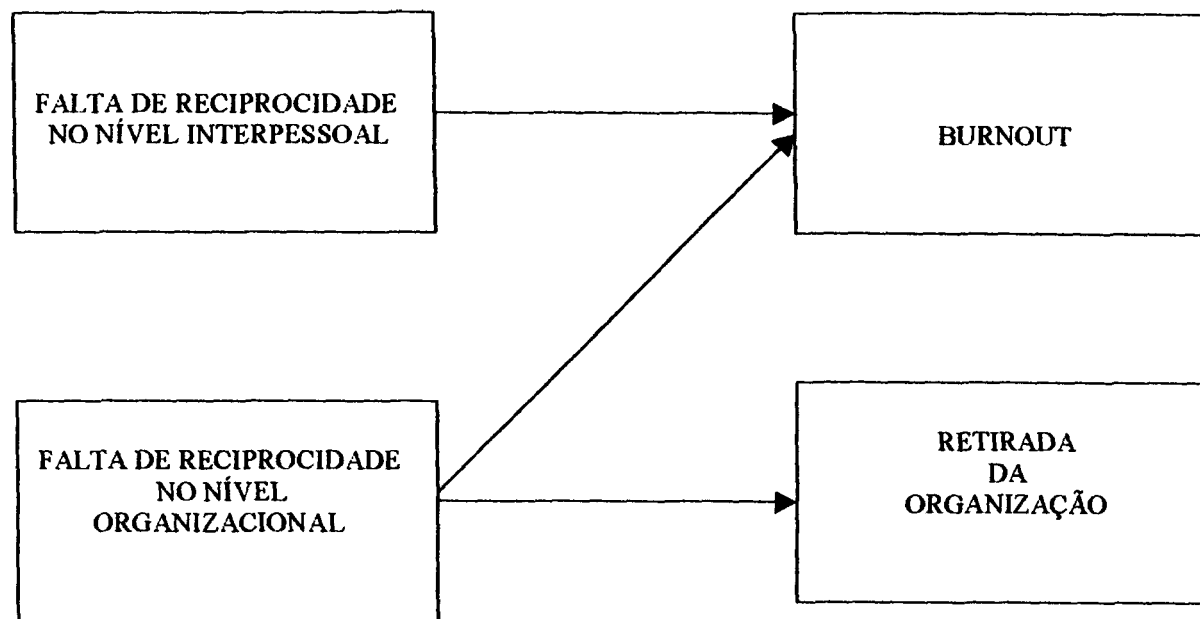 FALTA DE RECIPROCIDADE
NO NÍVEL INTERPESSOAL
BURNOUT
FALTA DE RECIPROCIDADE
NO NÍVEL
ORGANIZACIONAL
RETIRADA
DA
ORGANIZAÇÃO